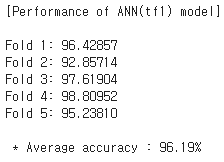 [Performance of ANN(tf1) model]
Fold 1: 96.42857
Fold 2: 92.85714
Fold 3: 97.61904
Fold 4: 98.80952
Fold 5: 95.23810
* Average accuracy : 96.19%